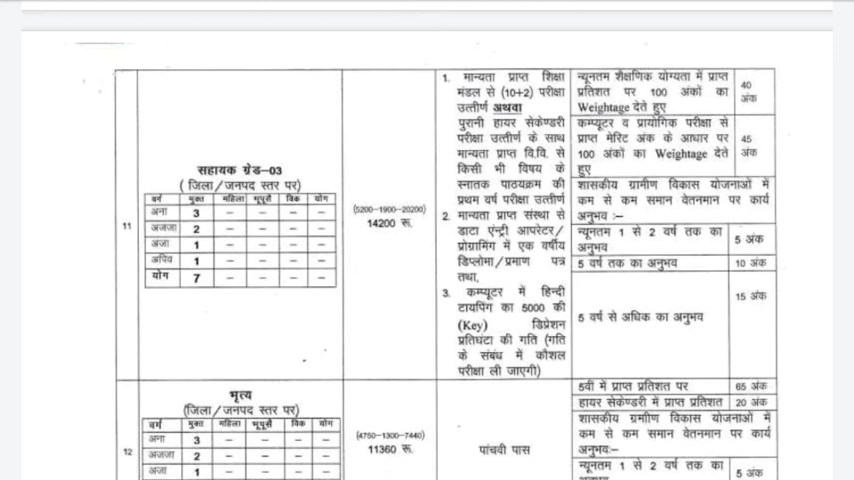 11
सहायक ग्रेड-03
( जिला/जनपद स्तर पर)
वर्ग मुक्त महिला भूपूसै विक योग
अना 3 – – – –
अजजा 2 – – – –
अजा 1 – – – –
अपिव 1 – – – –
योग 7 – – – –
(5200-1900-20200)
14200 रू.
1. मान्यता प्राप्त शिक्षा
मंडल से (10+2) परीक्षा
उत्तीर्ण अथवा
पुरानी हायर सेकेण्डरी
परीक्षा उत्तीर्ण के साथ
मान्यता प्राप्त वि.वि. से
किसी भी विषय के
स्नातक पाठयक्रम की
प्रथम वर्ष परीक्षा उत्तीर्ण
2. मान्यता प्राप्त संस्था से
डाटा एंन्ट्री आपरेटर/
प्रोग्रामिंग में एक वर्षीय
डिप्लोमा/प्रमाण पत्र
तथा,
3. कम्प्यूटर में हिन्दी
टायपिंग का 5000 की
(Key) डिप्रेशन
प्रतिघंटा की गति (गति
के संबंध में कौशल
परीक्षा ली जाएगी)
न्यूनतम शैक्षणिक योग्यता में प्राप्त
प्रतिशत पर 100 अंकों का
Weightage देते हुए
40
अंक
कम्प्यूटर व प्रायोगिक परीक्षा से
प्राप्त मेरिट अंक के आधार पर
100 अंकों का Weightage देते
हुए
45
अंक
शासकीय ग्रामीण विकास योजनाओं में
कम से कम समान वेतनमान पर कार्य
अनुभव :–
न्यूनतम 1 से 2 वर्ष तक का
अनुभव
5 अंक
5 वर्ष तक का अनुभव 10 अंक
5 वर्ष से अधिक का अनुभव
15 अंक
12
भृत्य
(जिला/जनपद स्तर पर)
वर्ग मुक्त महिला भूपूसै विक योग
अना 3 – – – –
अजजा 2 – – – –
अजा 1 – – – –
(4750-1300-7440)
11360 रू.
पांचवी पास
5वी में प्राप्त प्रतिशत पर 65 अंक
हायर सेकेण्डरी में प्राप्त प्रतिशत 20 अंक
शासकीय ग्रमीण विकास योजनाओं में
कम से कम समान वेतनमान पर कार्य
अनुभवः–
न्यूनतम 1 से 2 वर्ष तक का
5 अंक